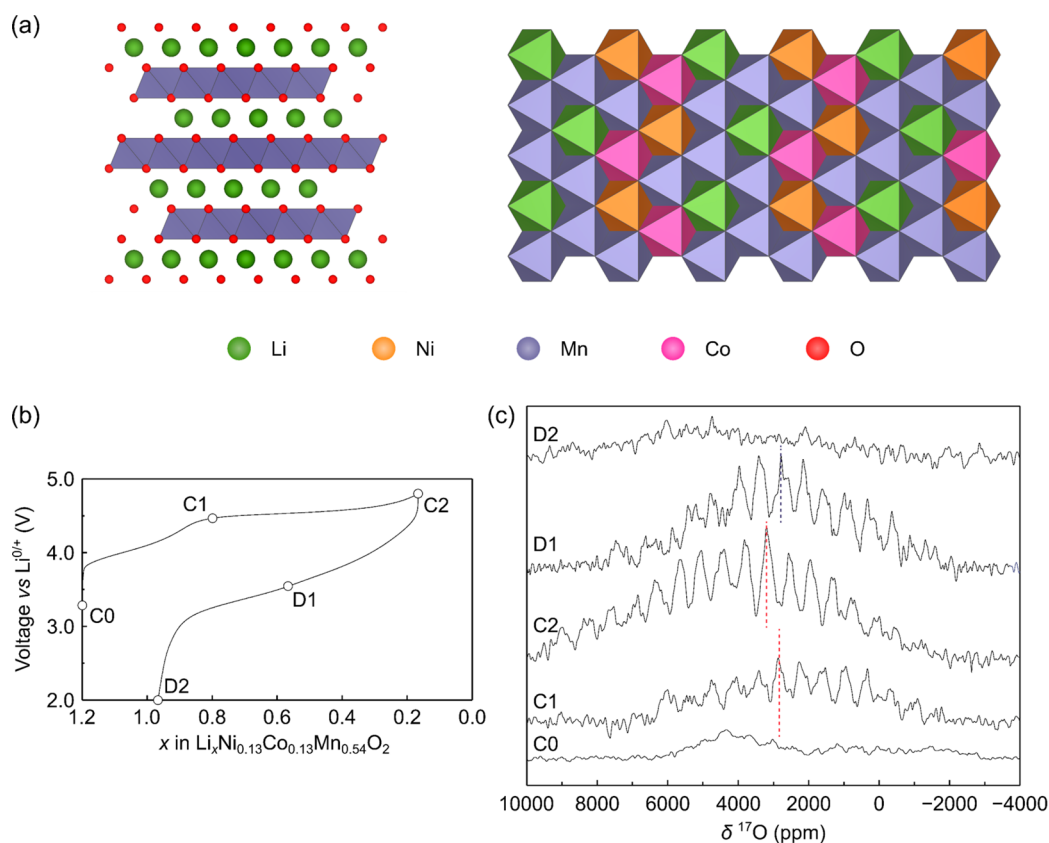 (a)
Li Ni Mn Co O
(b)
Voltage vs Li⁰ᐟ⁺ (V)
5.0
4.0
3.0
2.0
C0
C1
C2
D1
D2
1.2 1.0 0.8 0.6 0.4 0.2 0.0
x in LiₓNi₀.₁₃Co₀.₁₃Mn₀.₅₄O₂
(c)
D2
D1
C2
C1
C0
10000 8000 6000 4000 2000 0 −2000 −4000
δ ¹⁷O (ppm)